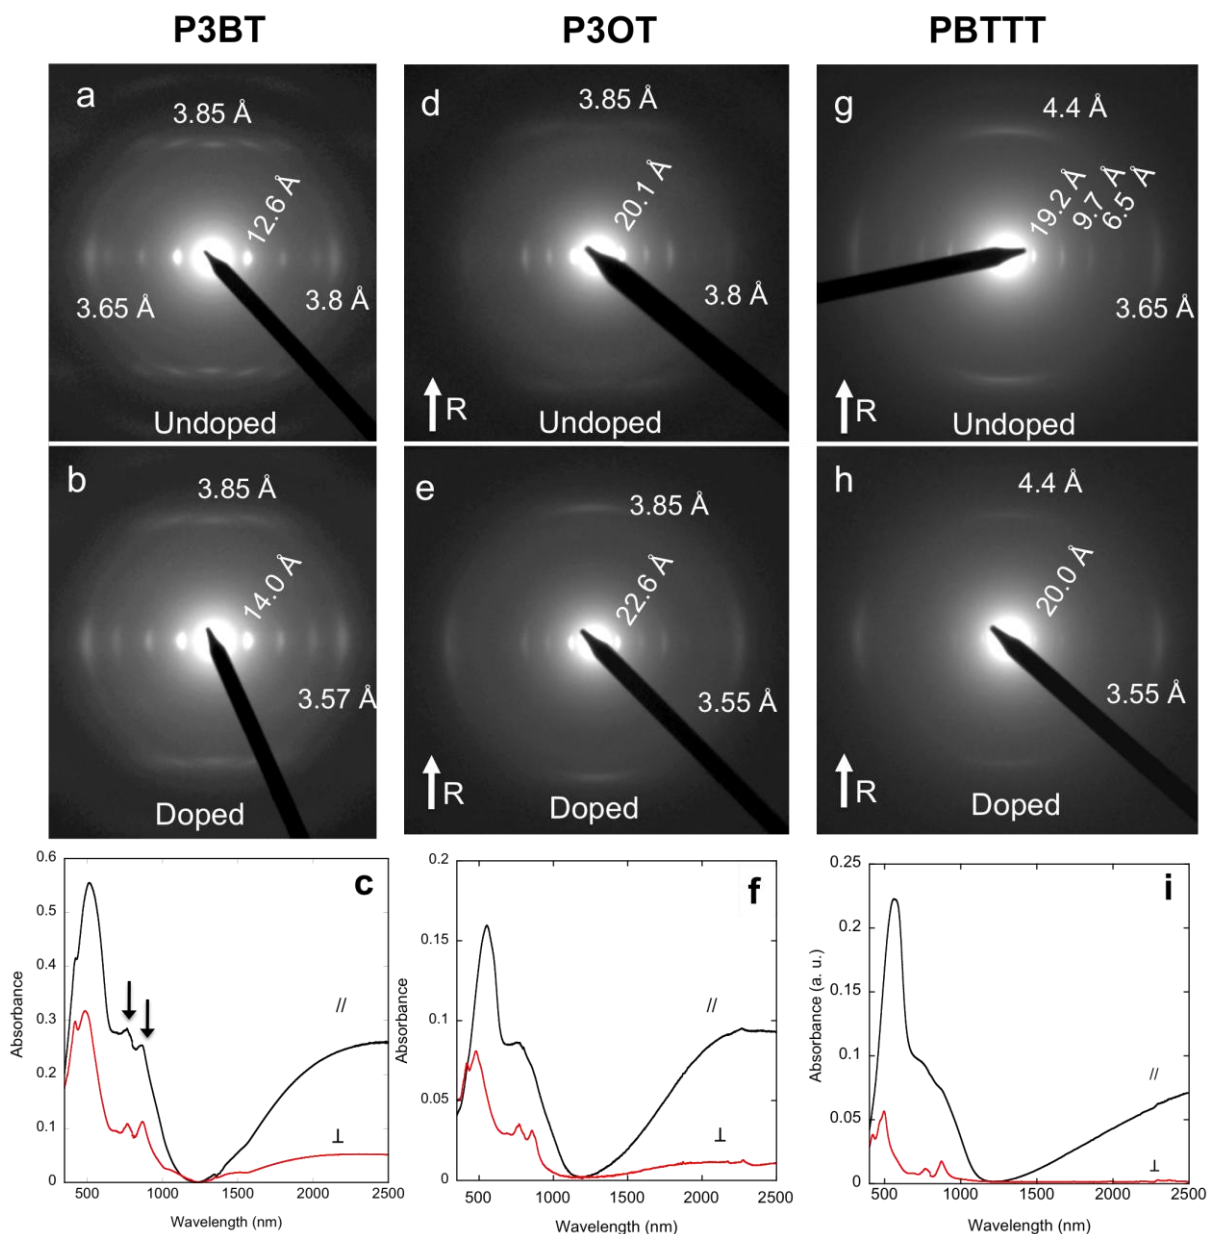 P3BT P3OT PBTTT
a
3.85 Å
12.6 Å
3.65 Å
3.8 Å
Undoped
d
3.85 Å
20.1 Å
3.8 Å
R
Undoped
g
4.4 Å
19.2 Å
9.7 Å
6.5 Å
3.65 Å
R
Undoped
b
3.85 Å
14.0 Å
3.57 Å
Doped
e
3.85 Å
22.6 Å
3.55 Å
R
Doped
h
4.4 Å
20.0 Å
3.55 Å
R
Doped
c
0.6
0.5
0.4
0.3
0.2
0.1
0
Absorbance
//
⊥
500 1000 1500 2000 2500
Wavelength (nm)
f
0.2
0.15
0.1
0.05
0
Absorbance
//
⊥
500 1000 1500 2000 2500
Wavelength (nm)
i
0.25
0.2
0.15
0.1
0.05
0
Absorbance (a. u.)
//
⊥
500 1000 1500 2000 2500
Wavelength (nm)